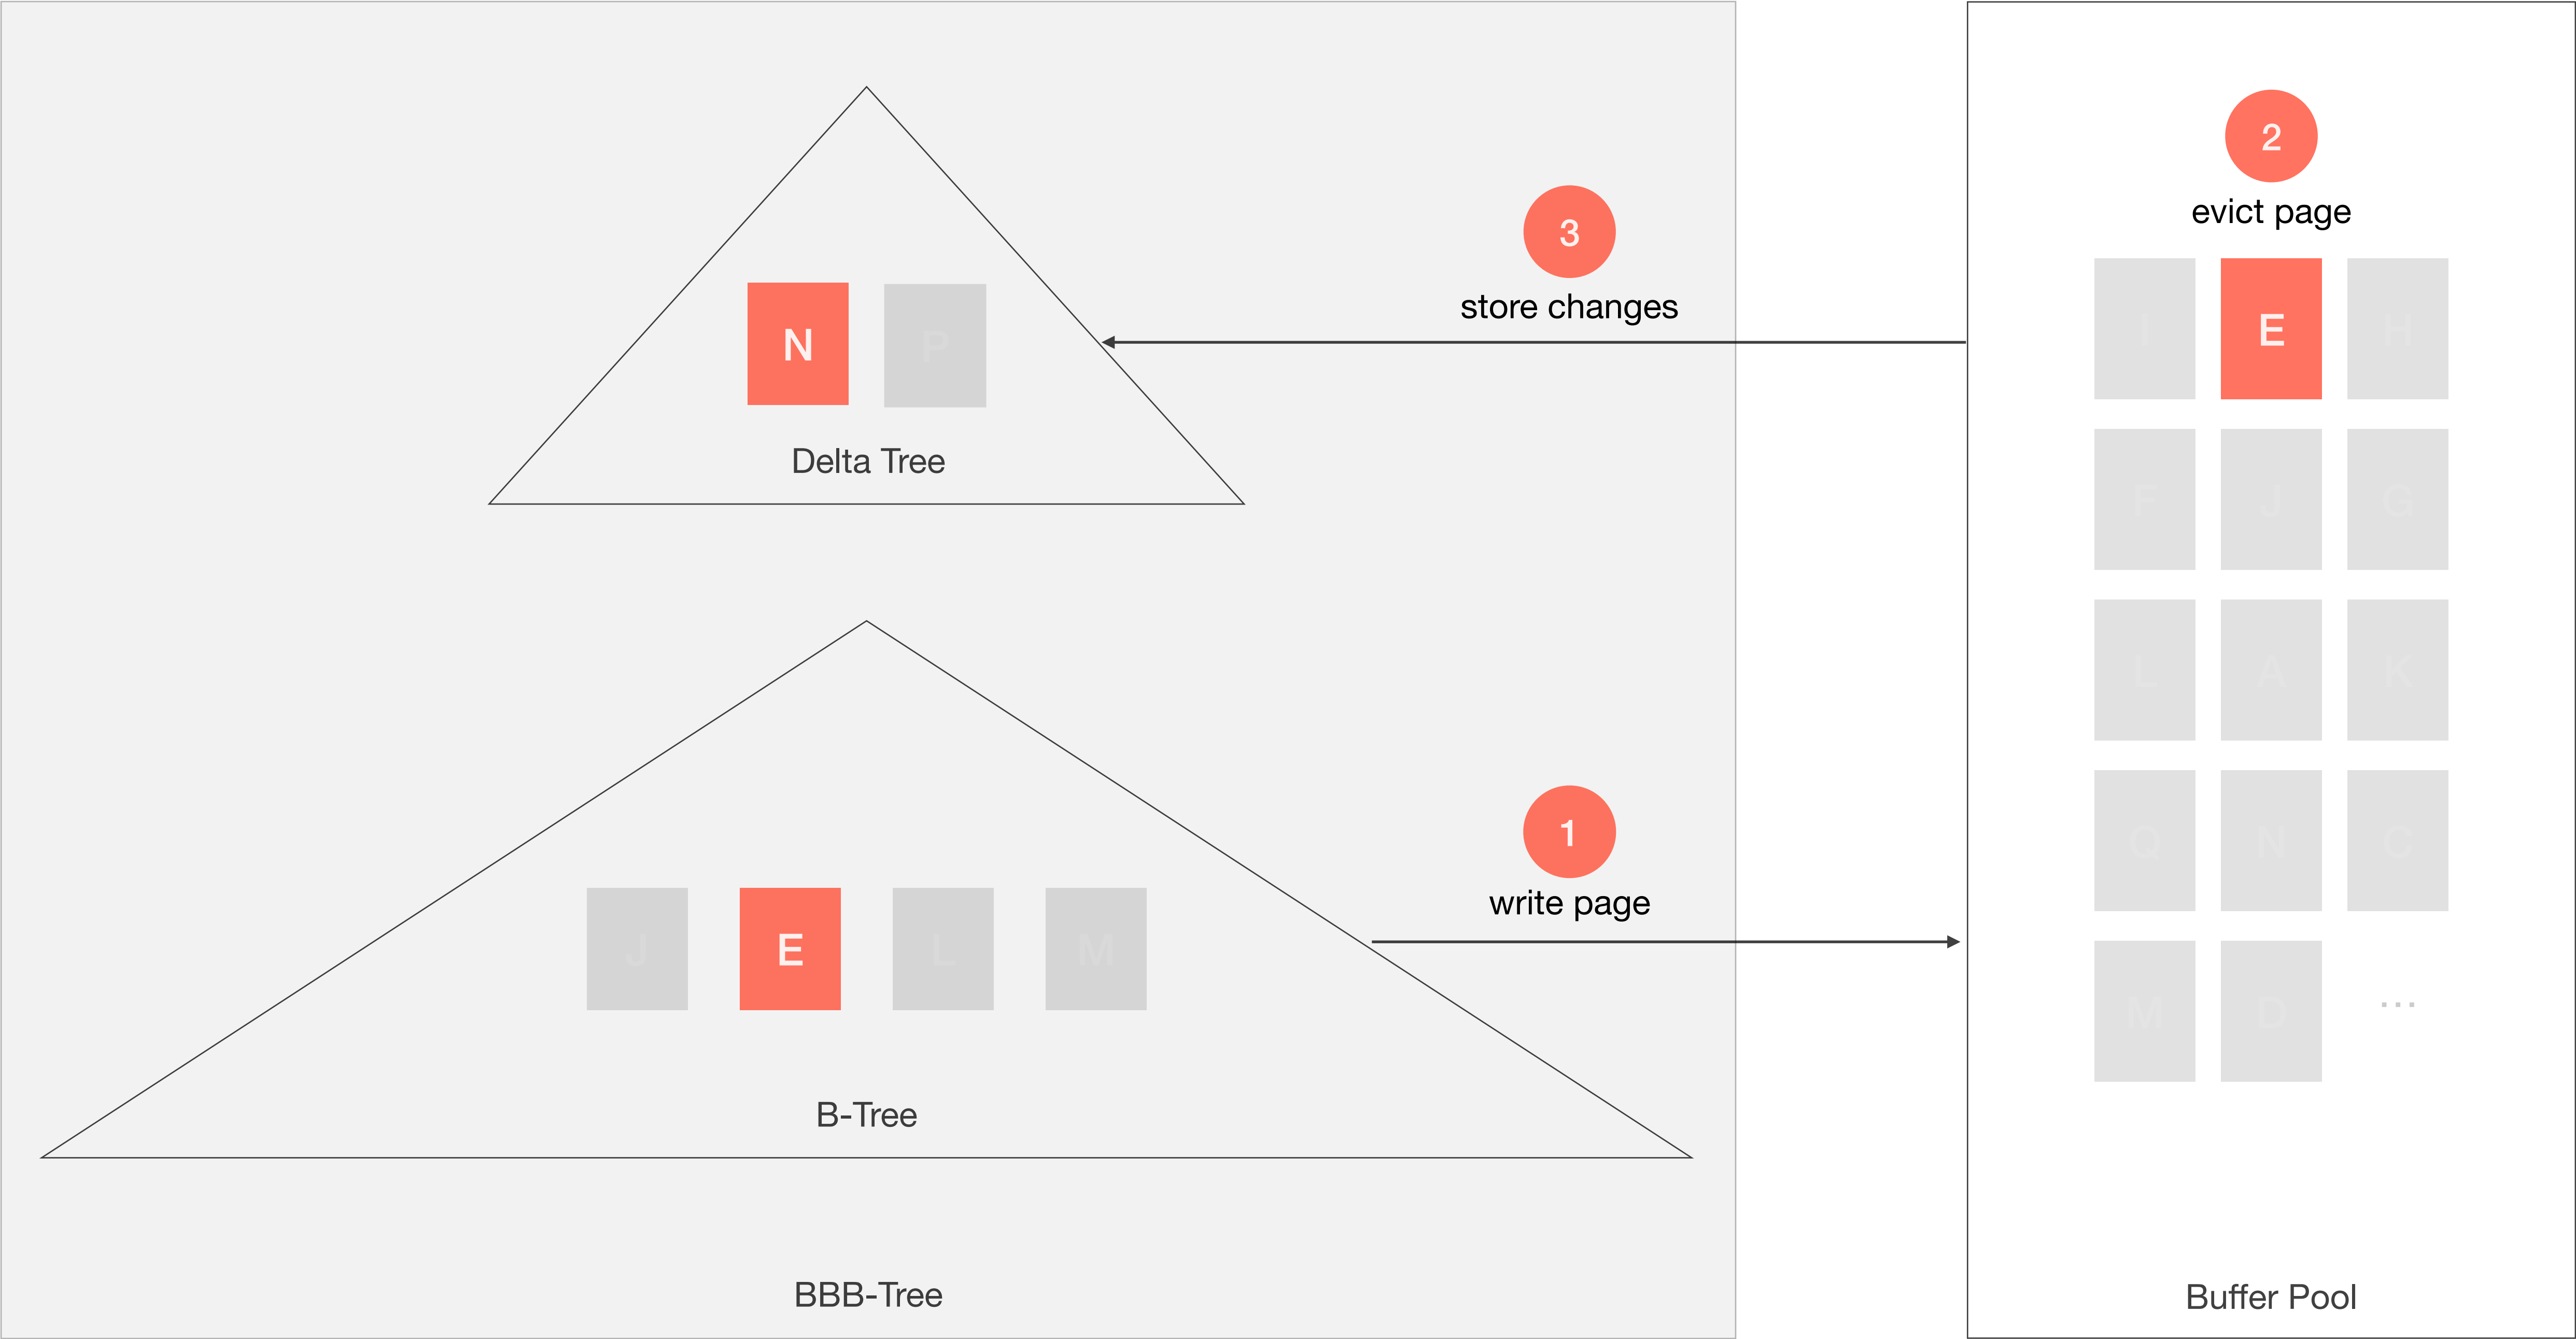 2
evict page
3
store changes
I E H
N P
F J G
Delta Tree
L A K
1
write page
Q N C
J E L M
M D ...
B-Tree
BBB-Tree
Buffer Pool